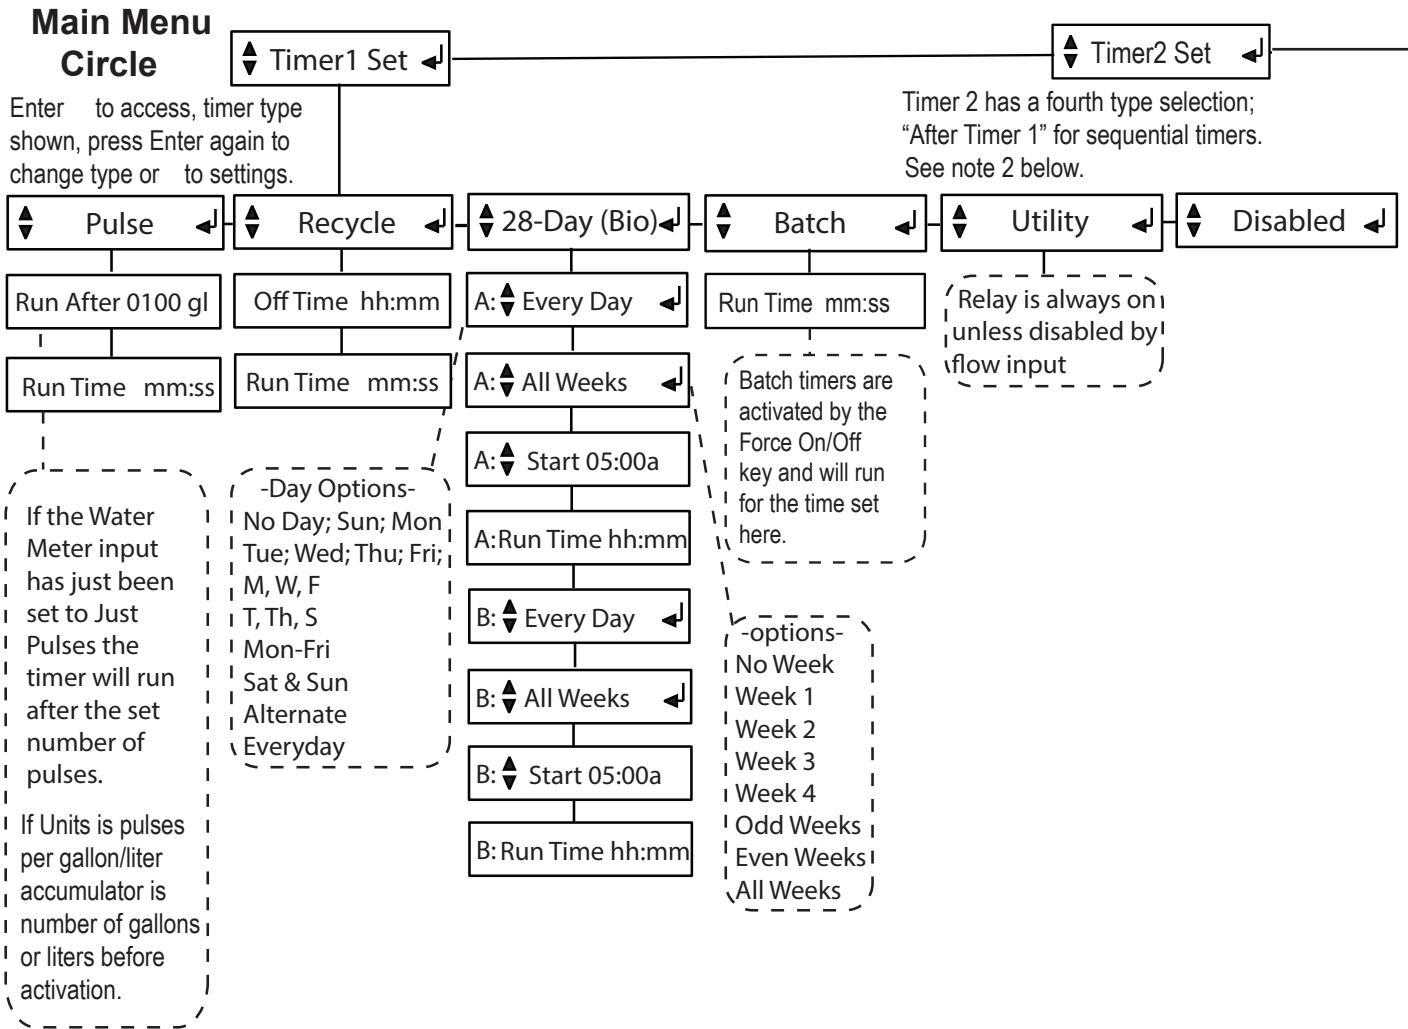 Main Menu
Circle
Timer1 Set
Timer2 Set
Enter to access, timer type
shown, press Enter again to
change type or to settings.
Timer 2 has a fourth type selection;
“After Timer 1” for sequential timers.
See note 2 below.
Pulse
Recycle
28-Day (Bio)
Batch
Utility
Disabled
Run After 0100 gl
Run Time mm:ss
If the Water
Meter input
has just been
set to Just
Pulses the
timer will run
after the set
number of
pulses.
If Units is pulses
per gallon/liter
accumulator is
number of gallons
or liters before
activation.
Off Time hh:mm
Run Time mm:ss
-Day Options-
No Day; Sun; Mon
Tue; Wed; Thu; Fri;
M, W, F
T, Th, S
Mon-Fri
Sat & Sun
Alternate
Everyday
A: Every Day
A: All Weeks
A: Start 05:00a
A:Run Time hh:mm
B: Every Day
B: All Weeks
B: Start 05:00a
B: Run Time hh:mm
Run Time mm:ss
Batch timers are
activated by the
Force On/Off
key and will run
for the time set
here.
-options-
No Week
Week 1
Week 2
Week 3
Week 4
Odd Weeks
Even Weeks
All Weeks
Relay is always on
unless disabled by
flow input